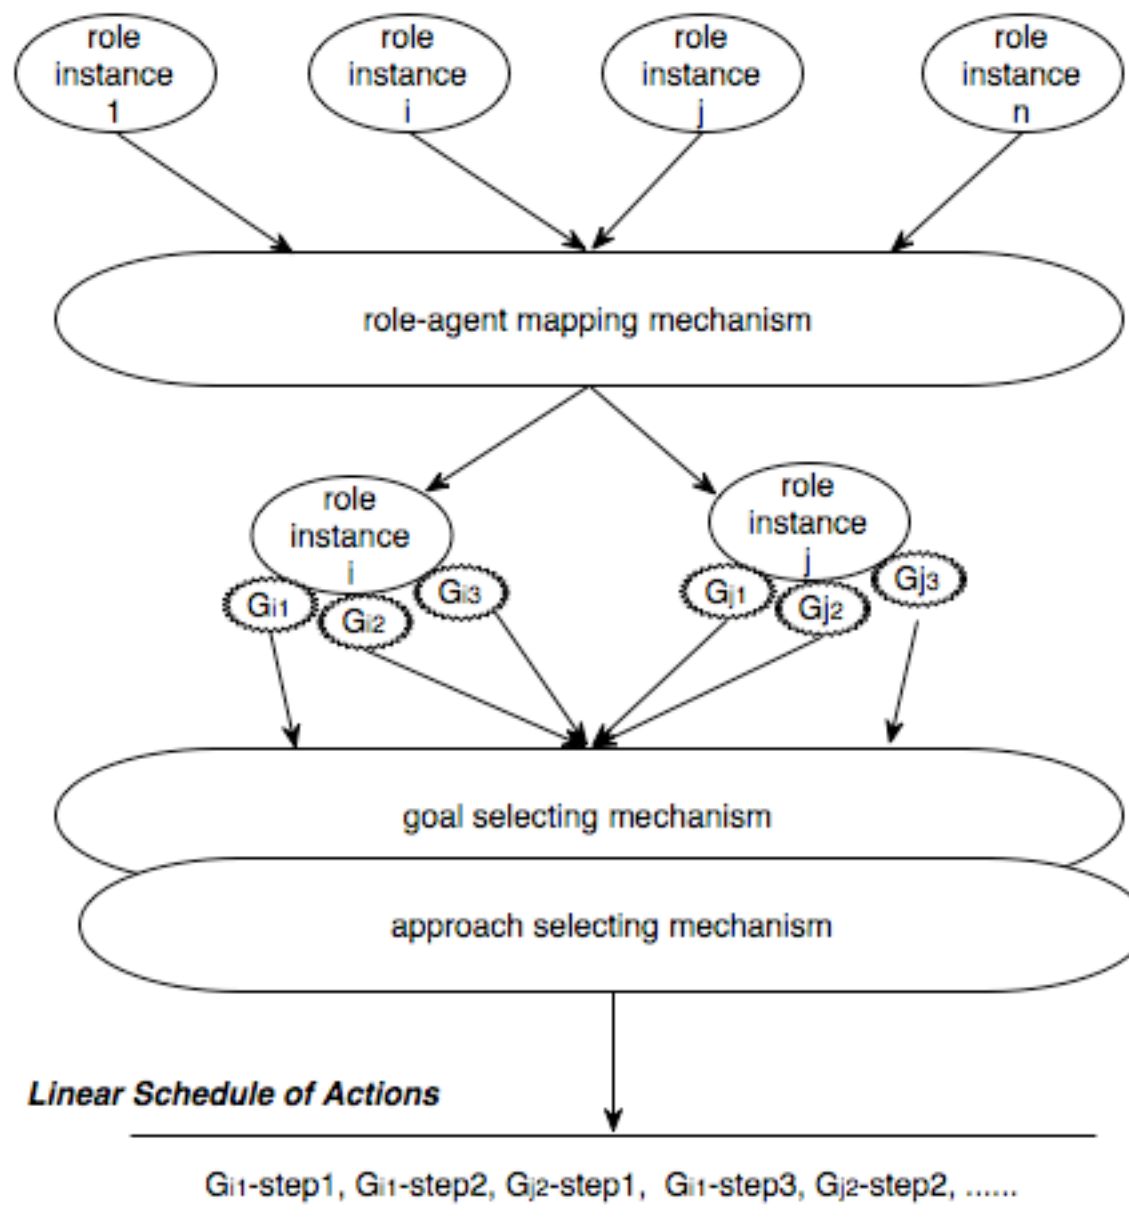 role
instance
1
role
instance
i
role
instance
j
role
instance
n
role-agent mapping mechanism
role
instance
i
role
instance
j
Gi1
Gi2
Gi3
Gj1
Gj2
Gj3
goal selecting mechanism
approach selecting mechanism
Linear Schedule of Actions
Gi1-step1, Gi1-step2, Gj2-step1, Gi1-step3, Gj2-step2, ......